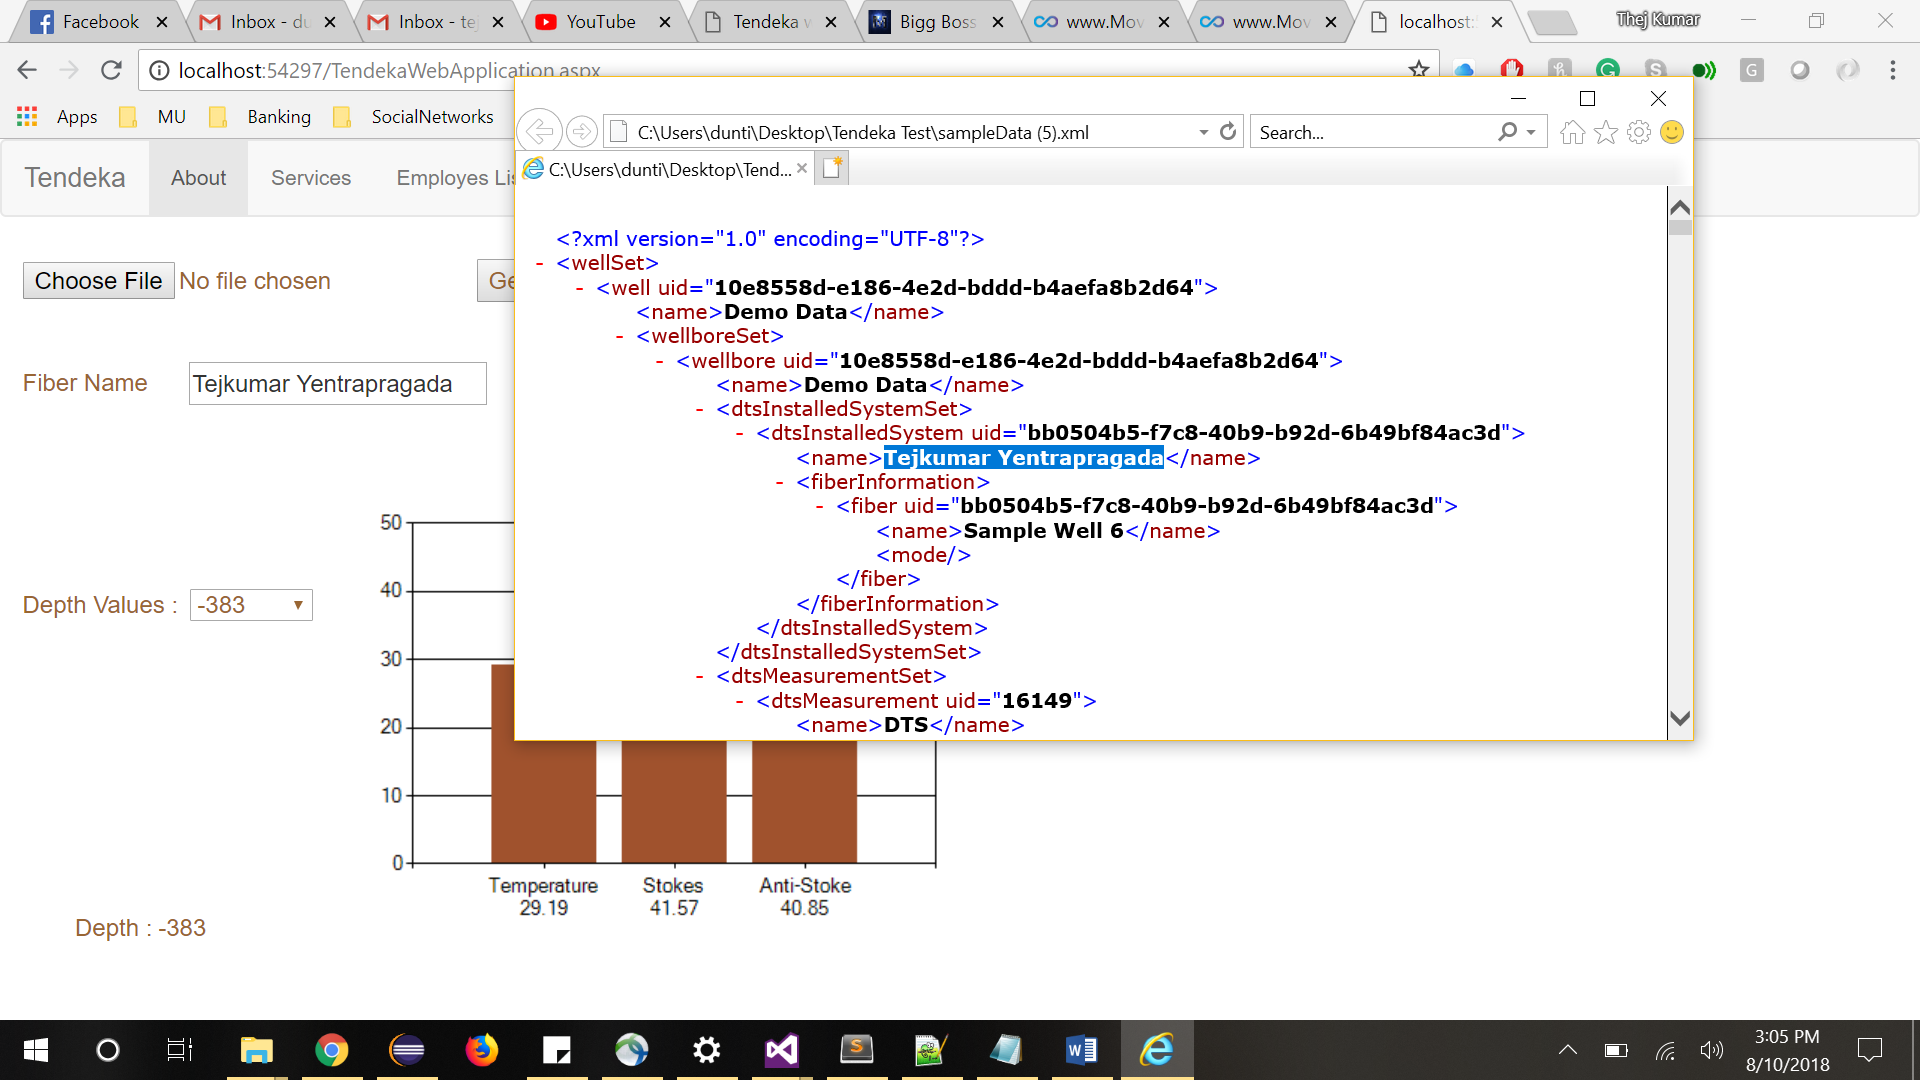 Facebook
Inbox - du
Inbox - te
YouTube
Tendeka w
Bigg Boss
www.Mov
www.Mov
localhost:
Thej Kumar
localhost:54297/TendekaWebApplication.aspx
Apps
MU
Banking
SocialNetworks
C:\Users\dunti\Desktop\Tendeka Test\sampleData (5).xml
Search...
C:\Users\dunti\Desktop\Tend...
Tendeka
About
Services
Employes Lis
Choose File No file chosen
Ge
Fiber Name
Tejkumar Yentrapragada
<?xml version="1.0" encoding="UTF-8"?>
- <wellSet>
- <well uid="10e8558d-e186-4e2d-bddd-b4aefa8b2d64">
<name>Demo Data</name>
- <wellboreSet>
- <wellbore uid="10e8558d-e186-4e2d-bddd-b4aefa8b2d64">
<name>Demo Data</name>
- <dtsInstalledSystemSet>
- <dtsInstalledSystem uid="bb0504b5-f7c8-40b9-b92d-6b49bf84ac3d">
<name>Tejkumar Yentrapragada</name>
- <fiberInformation>
- <fiber uid="bb0504b5-f7c8-40b9-b92d-6b49bf84ac3d">
<name>Sample Well 6</name>
<mode/>
</fiber>
</fiberInformation>
</dtsInstalledSystem>
</dtsInstalledSystemSet>
- <dtsMeasurementSet>
- <dtsMeasurement uid="16149">
<name>DTS</name>
Depth Values :
-383
50
40
30
20
10
0
Temperature
29.19
Stokes
41.57
Anti-Stoke
40.85
Depth : -383
3:05 PM
8/10/2018